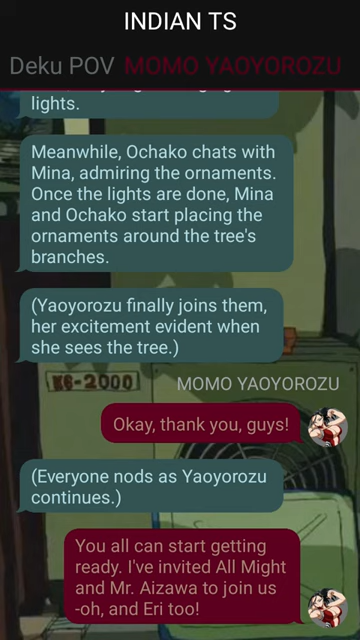 INDIAN TS
Deku POV MOMO YAOYOROZU
lights.
Meanwhile, Ochako chats with
Mina, admiring the ornaments.
Once the lights are done, Mina
and Ochako start placing the
ornaments around the tree's
branches.
(Yaoyorozu finally joins them,
her excitement evident when
she sees the tree.)
K6-2000
MOMO YAOYOROZU
Okay, thank you, guys!
(Everyone nods as Yaoyorozu
continues.)
You all can start getting
ready. I've invited All Might
and Mr. Aizawa to join us
-oh, and Eri too!